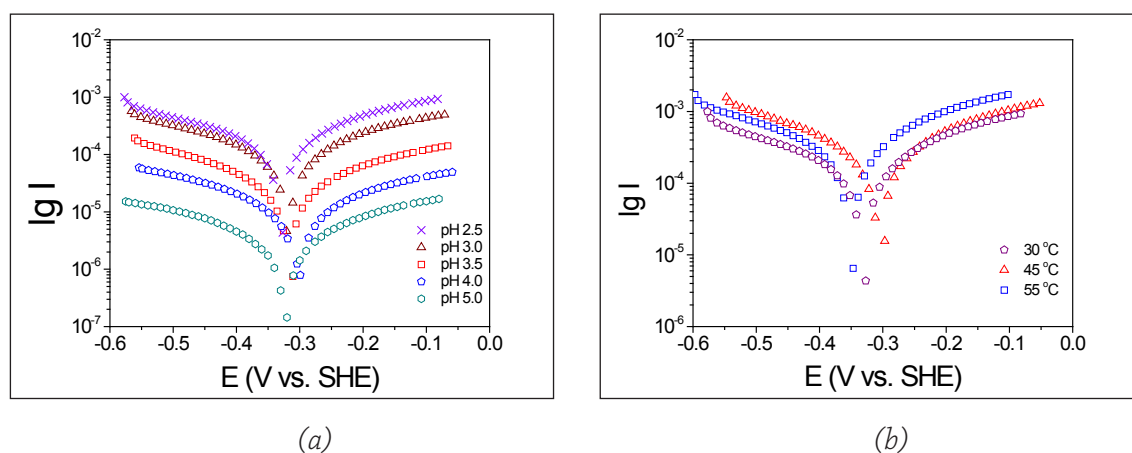 10⁻²
10⁻³
10⁻⁴
10⁻⁵
10⁻⁶
10⁻⁷
lg I
pH 2.5
pH 3.0
pH 3.5
pH 4.0
pH 5.0
-0.6 -0.5 -0.4 -0.3 -0.2 -0.1 0.0
E (V vs. SHE)
(a)
10⁻²
10⁻³
10⁻⁴
10⁻⁵
10⁻⁶
lg I
30 °C
45 °C
55 °C
-0.6 -0.5 -0.4 -0.3 -0.2 -0.1 0.0
E (V vs. SHE)
(b)